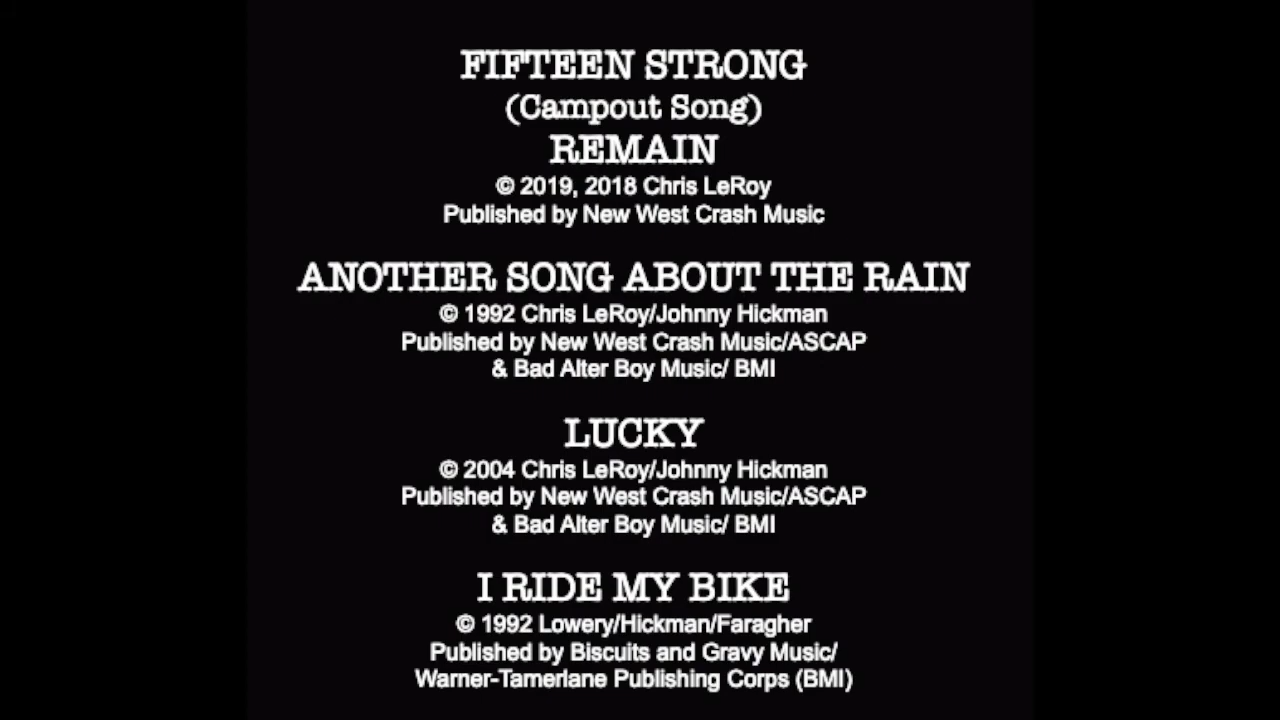 FIFTEEN STRONG
(Campout Song)
REMAIN
© 2019, 2018 Chris LeRoy
Published by New West Crash Music
ANOTHER SONG ABOUT THE RAIN
© 1992 Chris LeRoy/Johnny Hickman
Published by New West Crash Music/ASCAP
& Bad Alter Boy Music/ BMI
LUCKY
© 2004 Chris LeRoy/Johnny Hickman
Published by New West Crash Music/ASCAP
& Bad Alter Boy Music/ BMI
I RIDE MY BIKE
© 1992 Lowery/Hickman/Faragher
Published by Biscuits and Gravy Music/
Warner-Tamerlane Publishing Corps (BMI)